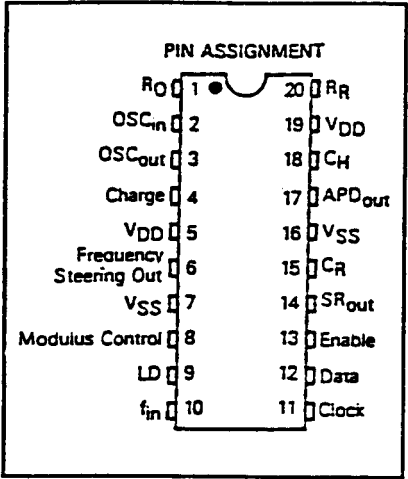 PIN ASSIGNMENT
RO 1 20 RR
OSCin 2 19 VDD
OSCout 3 18 CH
Charge 4 17 APDout
VDD 5 16 VSS
Frequency
Steering Out 6 15 CR
VSS 7 14 SRout
Modulus Control 8 13 Enable
LD 9 12 Data
fin 10 11 Clock